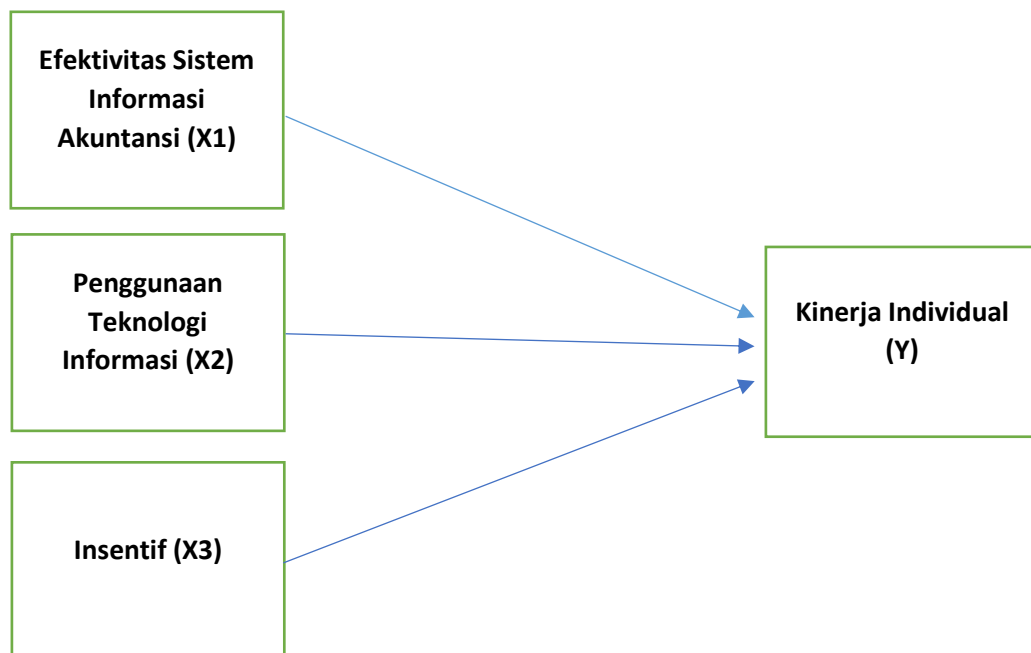 Efektivitas Sistem
Informasi
Akuntansi (X1)
Penggunaan
Teknologi
Informasi (X2)
Insentif (X3)
Kinerja Individual
(Y)